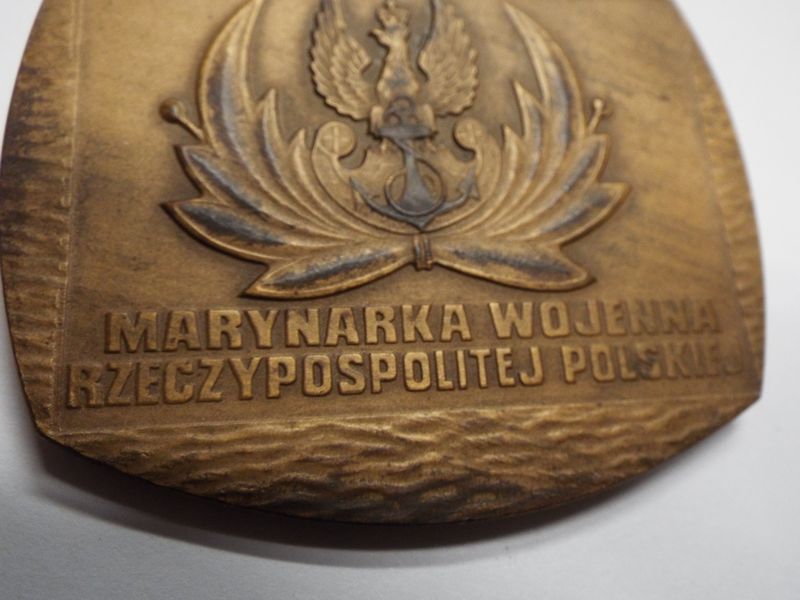 MARYNARKA WOJENNA
RZECZYPOSPOLITEJ POLSKIEJ